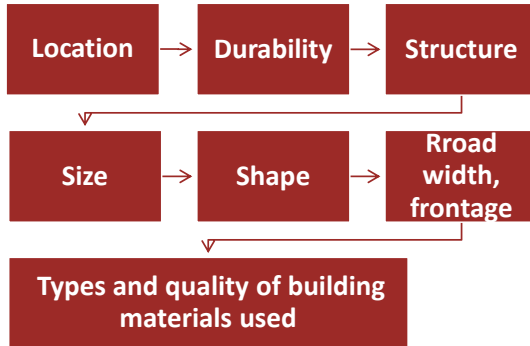 Location
Durability
Structure
Size
Shape
Rroad
width,
frontage
Types and quality of building
materials used